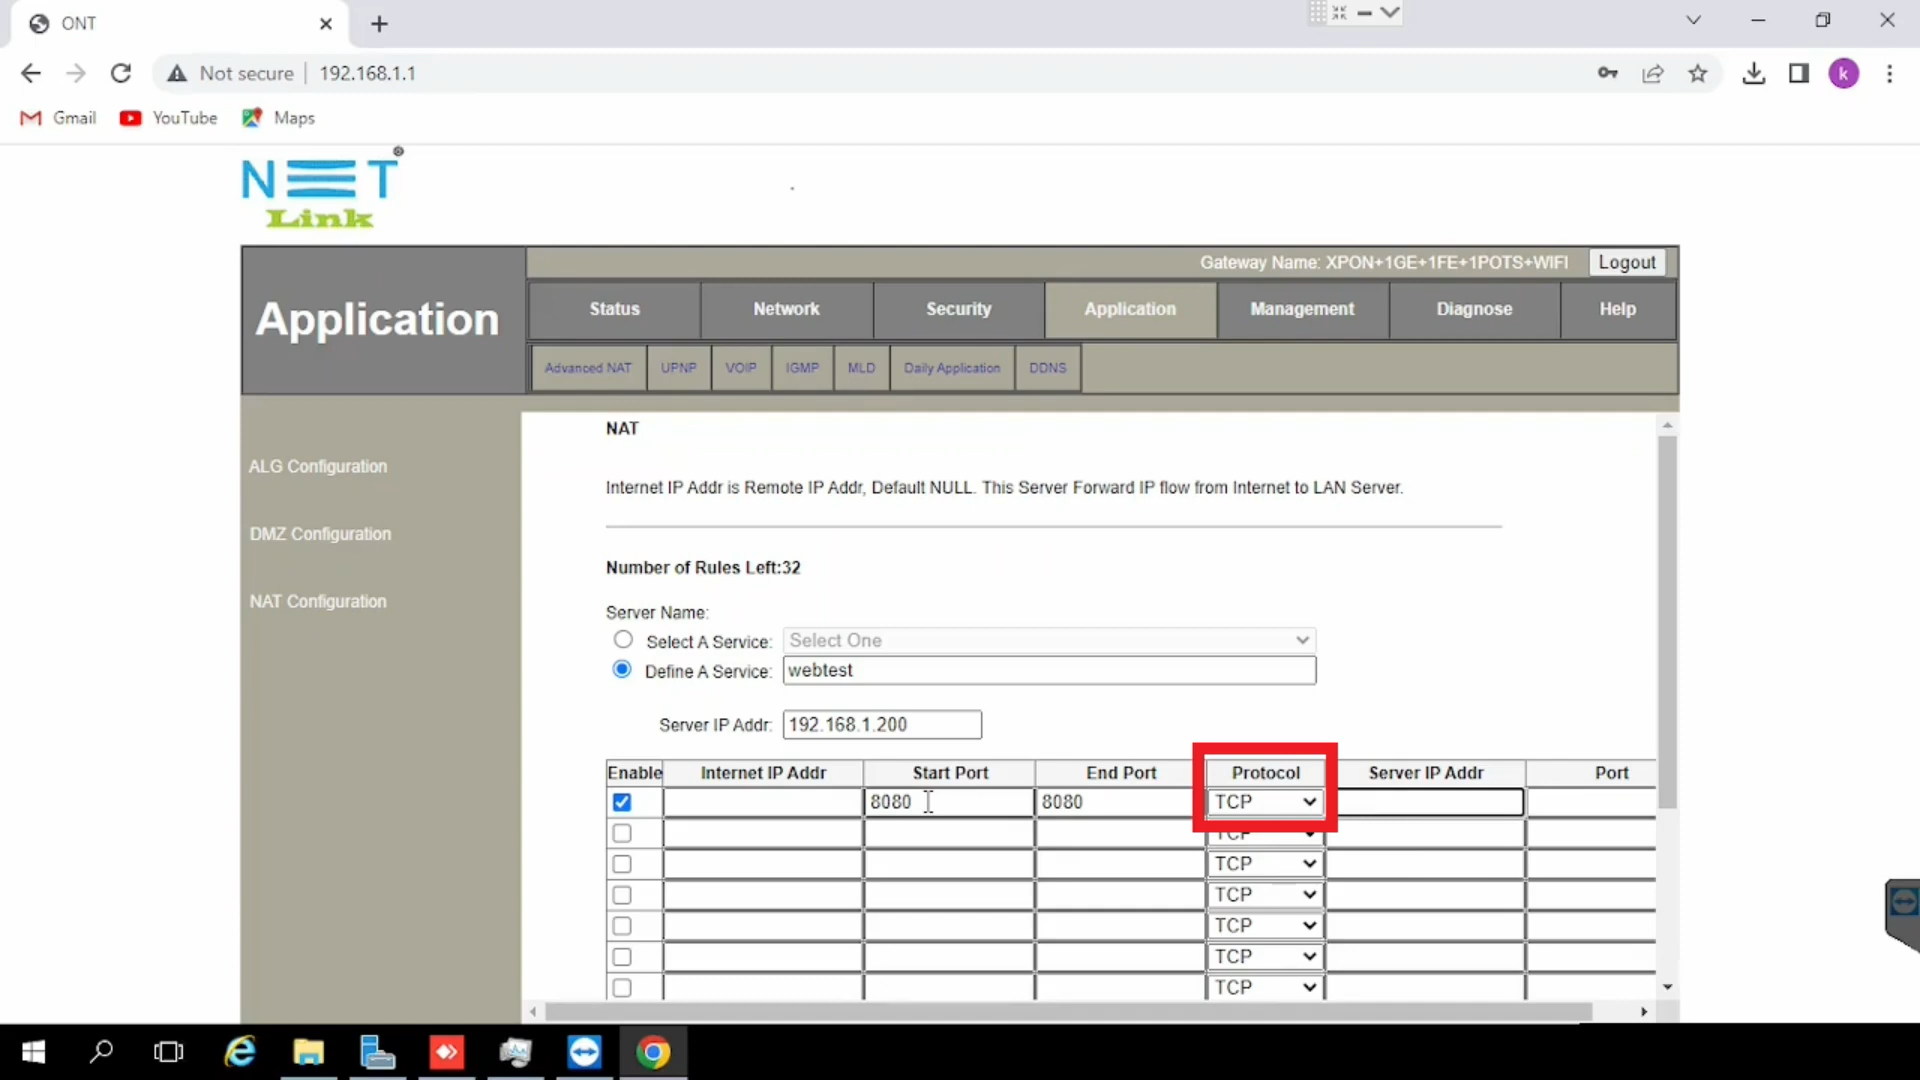 ONT
Not secure 192.168.1.1
k
Gmail YouTube Maps
NET
Link
Gateway Name: XPON+1GE+1FE+1POTS+WIFI Logout
Application
Status Network Security Application Management Diagnose Help
Advanced NAT UPNP VOIP IGMP MLD Daily Application DDNS
ALG Configuration
DMZ Configuration
NAT Configuration
NAT
Internet IP Addr is Remote IP Addr, Default NULL. This Server Forward IP flow from Internet to LAN Server.
Number of Rules Left:32
Server Name:
Select A Service: Select One
Define A Service: webtest
Server IP Addr: 192.168.1.200
Enable Internet IP Addr Start Port End Port Protocol Server IP Addr Port
8080 8080 TCP
TCP
TCP
TCP
TCP
TCP
TCP